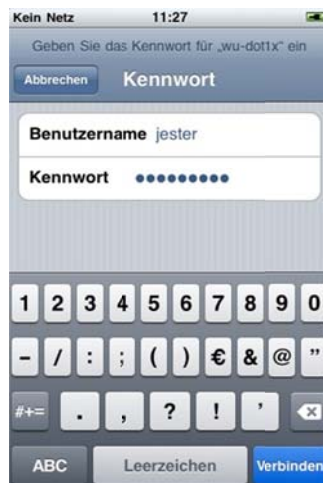 Kein Netz 11:27
Geben Sie das Kennwort für „wu-dot1x“ ein
Abbrechen Kennwort
Benutzername jester
Kennwort ●●●●●●●●●
1 2 3 4 5 6 7 8 9 0
- / : ; ( ) € & @ "
#+= . , ? ! '
ABC Leerzeichen Verbinden